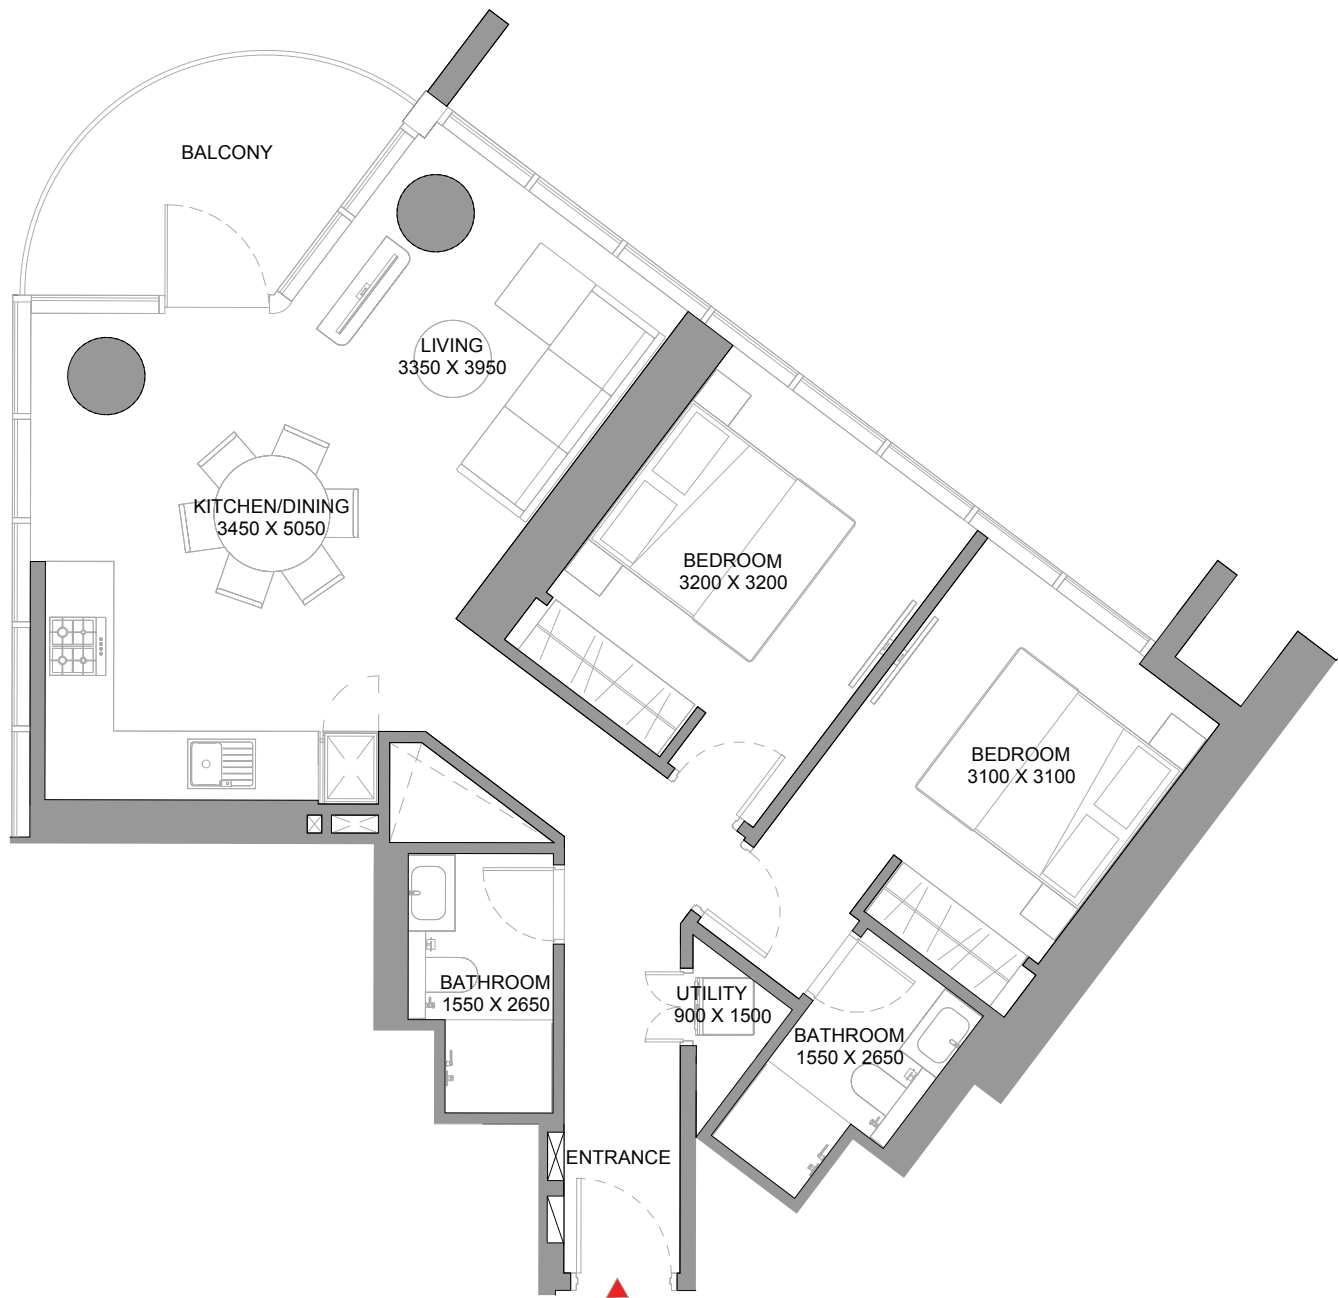 BALCONY
LIVING
3350 X 3950
KITCHEN/DINING
3450 X 5050
BEDROOM
3200 X 3200
BEDROOM
3100 X 3100
BATHROOM
1550 X 2650
UTILITY
900 X 1500
BATHROOM
1550 X 2650
ENTRANCE